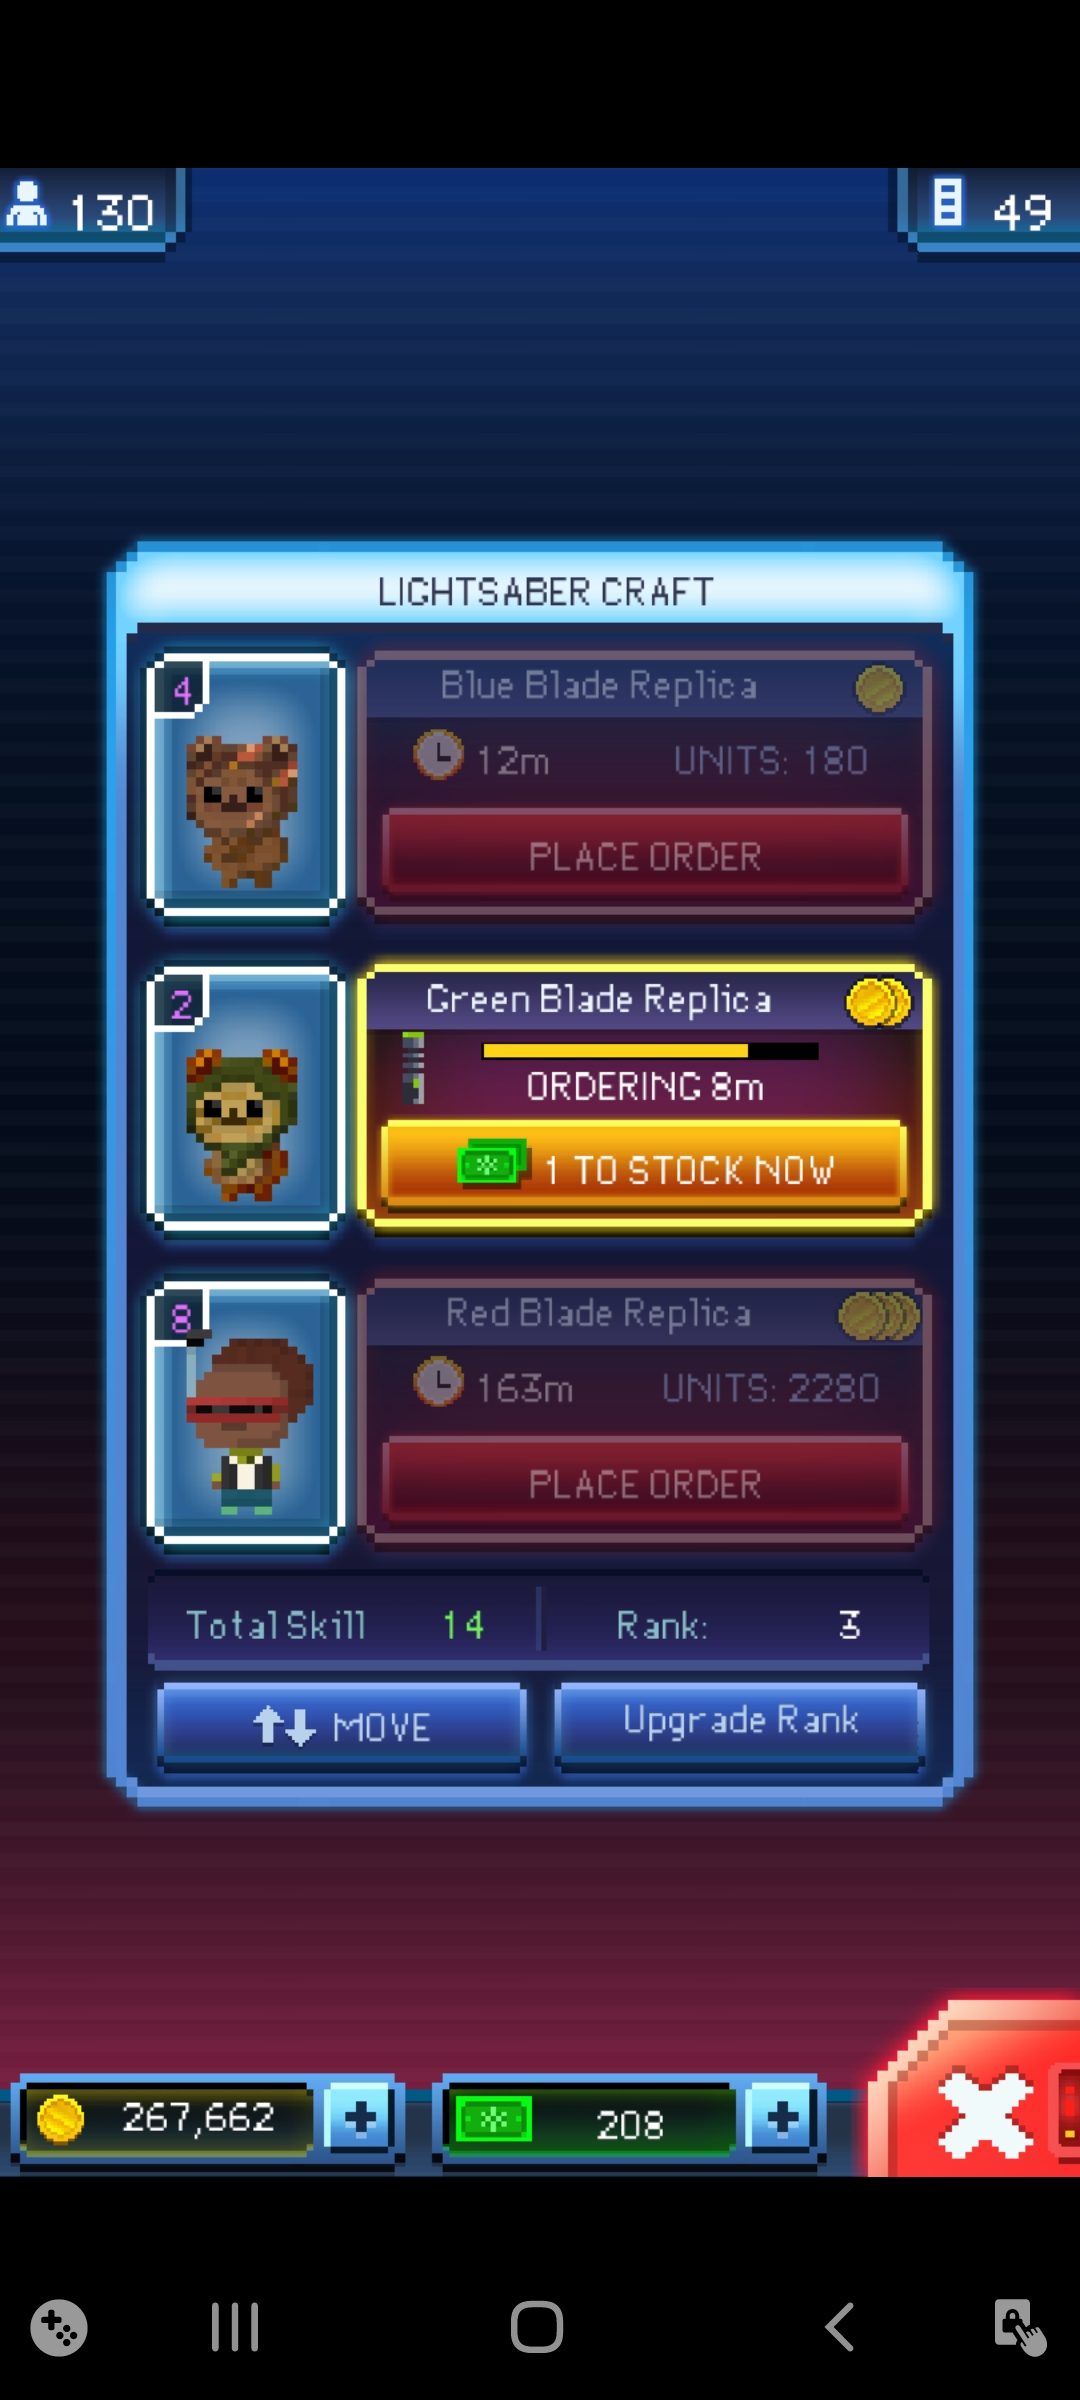 130
49
LIGHTSABER CRAFT
4
Blue Blade Replica
12m UNITS: 180
PLACE ORDER
2
Green Blade Replica
ORDERING 8m
1 TO STOCK NOW
8
Red Blade Replica
163m UNITS: 2280
PLACE ORDER
Total Skill 14 Rank: 3
MOVE Upgrade Rank
267,662 208